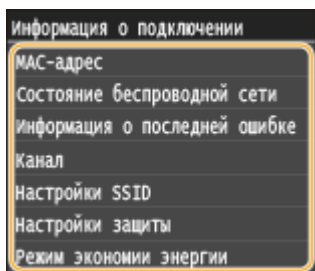 Информация о подключении
MAC-адрес
Состояние беспроводной сети
Информация о последней ошибке
Канал
Настройки SSID
Настройки защиты
Режим экономии энергии